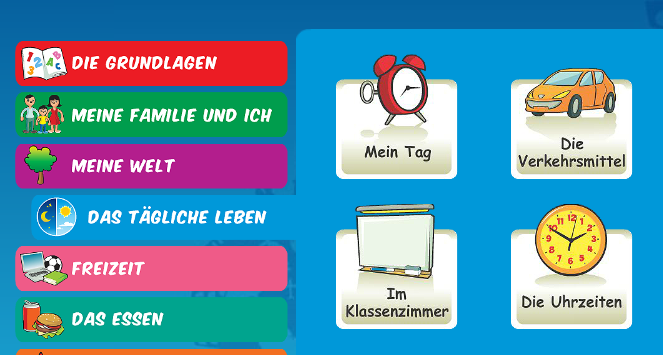 DIE GRUNDLAGEN
MEINE FAMILIE UND ICH
MEINE WELT
DAS TÄGLICHE LEBEN
FREIZEIT
DAS ESSEN
Mein Tag
Die
Verkehrsmittel
Im
Klassenzimmer
Die Uhrzeiten